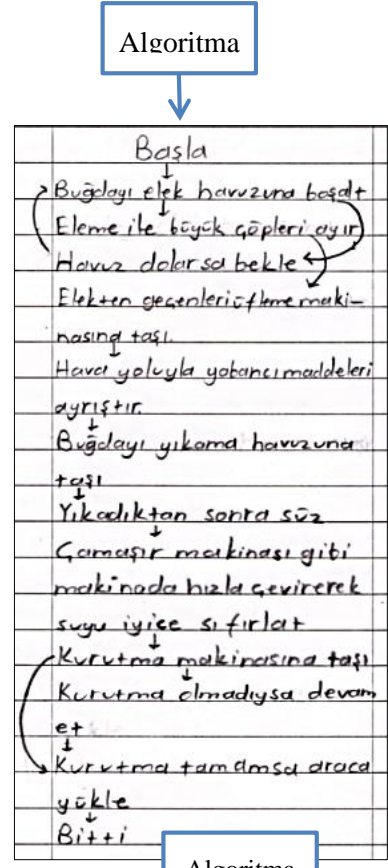 Algoritma
Başla
Buğdayı elek havuzuna boşalt
Eleme ile büyük çöpleri ayır
Havuz dolarsa bekle
Elekten geçenleri üfleme maki-
nasına taşı.
Hava yoluyla yabancı maddeleri
ayrıştır.
Buğdayı yıkama havuzuna
taşı
Yıkadıktan sonra süz
Çamaşır makinası gibi
makinada hızla çevirerek
suyu iyice sıfırlat
Kurutma makinasına taşı
Kurutma olmadıysa devam
et
Kurutma tamamsa araca
yükle
Bitti
Algoritma